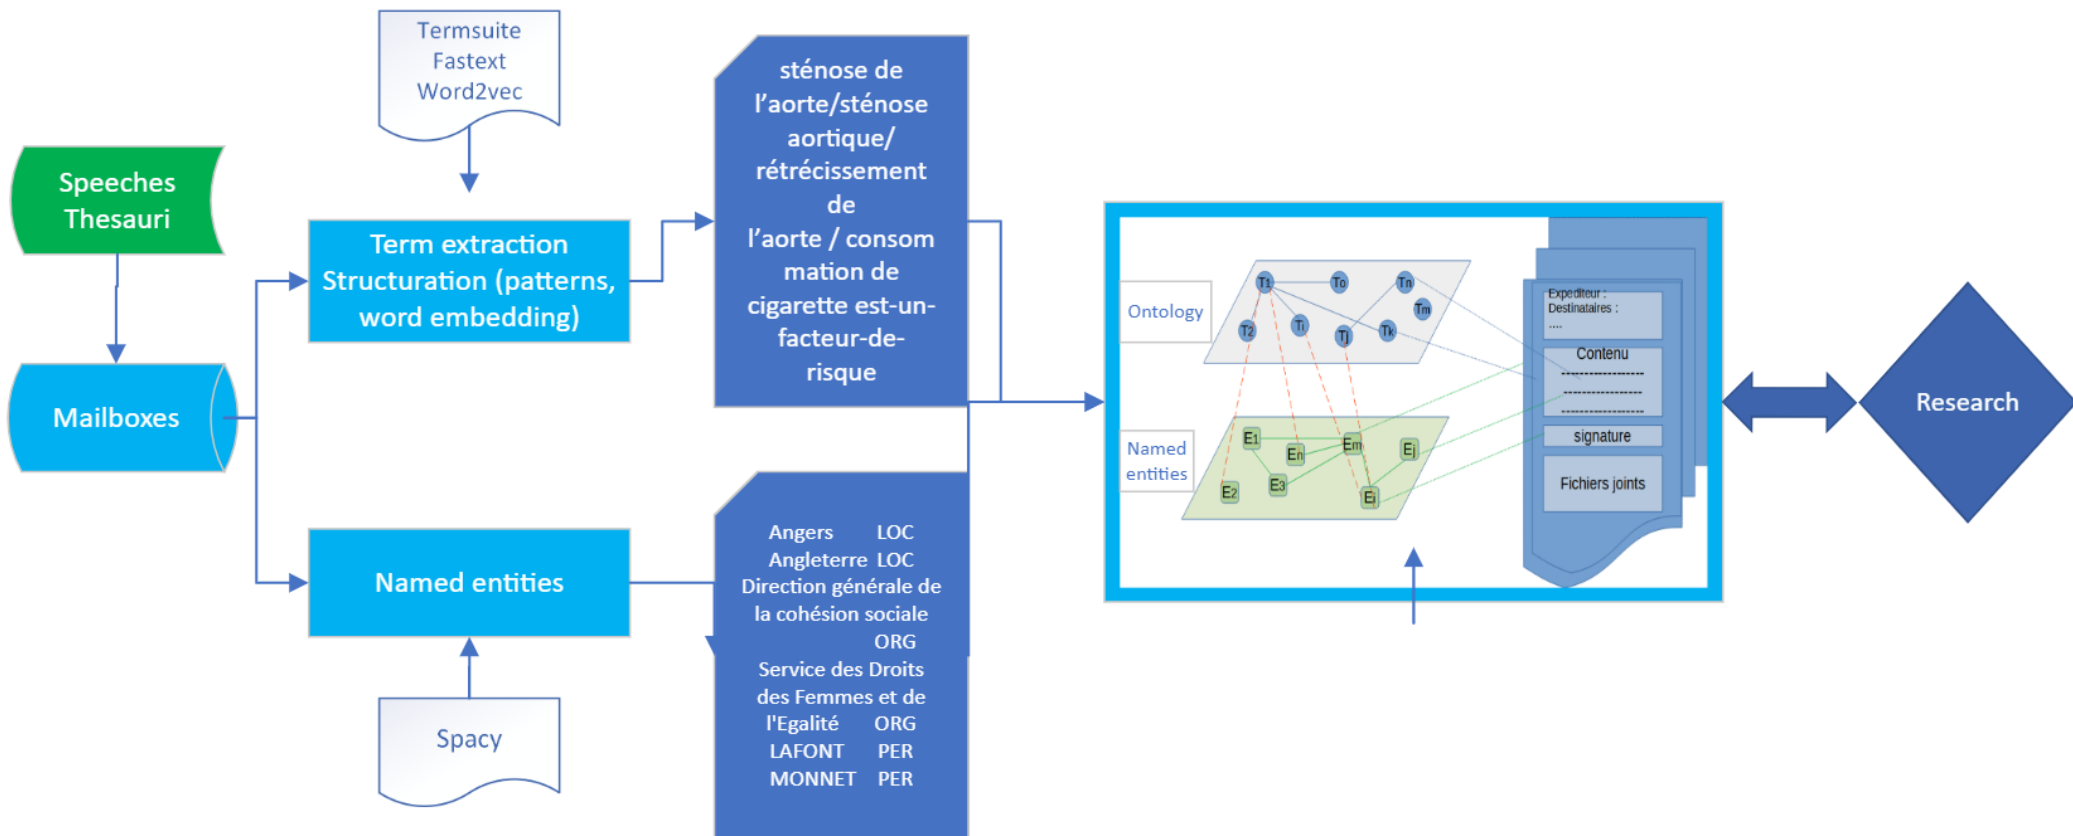 Termsuite
Fastext
Word2vec
Speeches
Thesauri
Mailboxes
Term extraction
Structuration (patterns,
word embedding)
Named entities
Spacy
sténose de
l'aorte/sténose
aortique/
rétrécissement
de
l'aorte / consom
mation de
cigarette est-un-
facteur-de-
risque
Angers LOC
Angleterre LOC
Direction générale de
la cohésion sociale
ORG
Service des Droits
des Femmes et de
l'Egalité ORG
LAFONT PER
MONNET PER
Ontology
T1 To Tn
Tm
T2 Ti Tj Tk
Named
entities
E1 En Em Ej
E2 E3 Ei
Expéditeur :
Destinataires :
....
Contenu
-------------------
------------------
-------------------
signature
Fichiers joints
Research